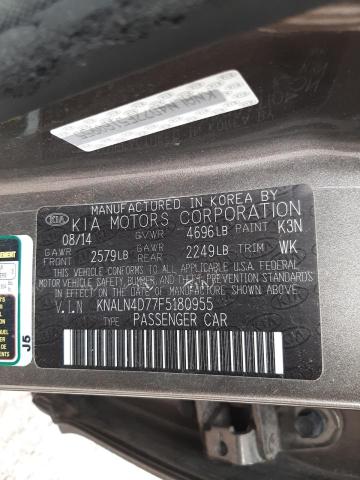 KIA
MANUFACTURED IN KOREA BY
KIA MOTORS CORPORATION
08/14 GVWR 4696LB PAINT K3N
GAWR FRONT 2579LB GAWR REAR 2249LB TRIM WK
THIS VEHICLE CONFORMS TO ALL APPLICABLE FEDERAL
MOTOR VEHICLE SAFETY, BUMPER, AND THEFT PREVENTION
STANDARDS IN EFFECT ON THE DATE OF MANUFACTURE SHOWN ABOVE.
V.I.N KNALN4D77F5180955
TYPE PASSENGER CAR
J5